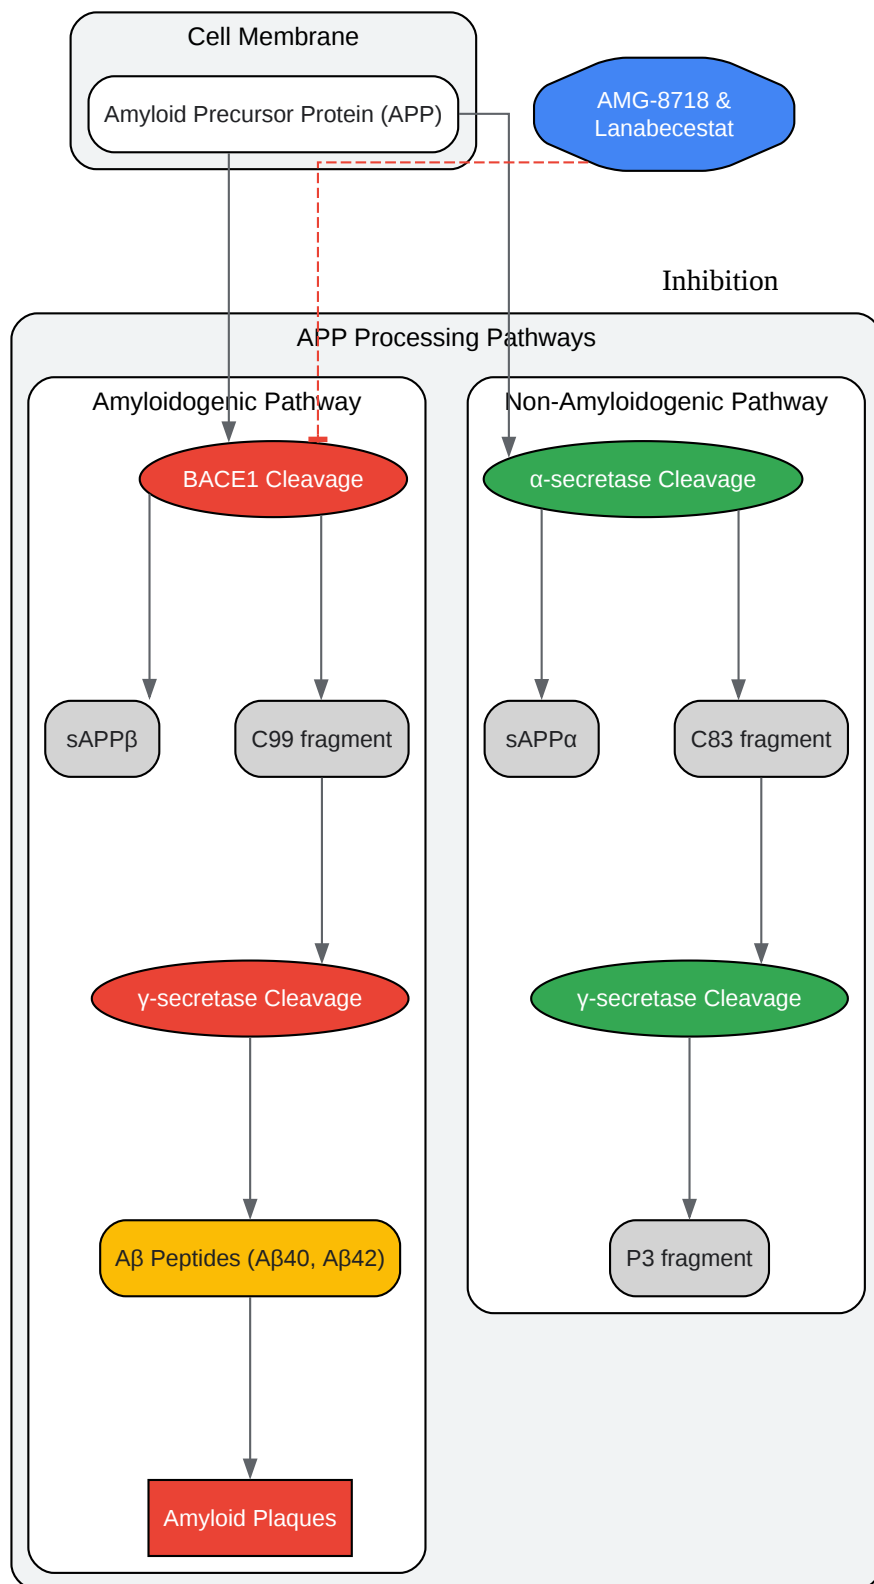 Cell Membrane
Amyloid Precursor Protein (APP)
AMG-8718 &
Lanabecestat
Inhibition
APP Processing Pathways
Amyloidogenic Pathway
Non-Amyloidogenic Pathway
BACE1 Cleavage
α-secretase Cleavage
sAPPβ
C99 fragment
sAPPα
C83 fragment
γ-secretase Cleavage
γ-secretase Cleavage
Aβ Peptides (Aβ40, Aβ42)
P3 fragment
Amyloid Plaques